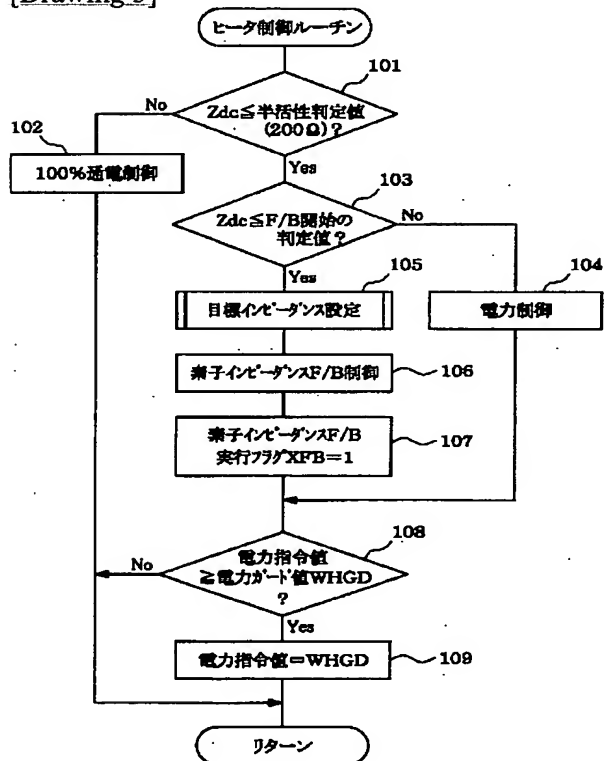 ヒータ制御ルーチン
101
Zdc≦半活性判定値
(200Ω)?
No
102
100%通電制御
Yes
103
Zdc≦F/B開始の
判定値?
No
Yes
105
104
目標インピーダンス設定
電力制御
素子インピーダンスF/B制御
106
素子インピーダンスF/B
実行フラグXFB=1
107
108
電力指令値
≧電力ガード値WHGD
?
No
Yes
電力指令値=WHGD
109
リターン